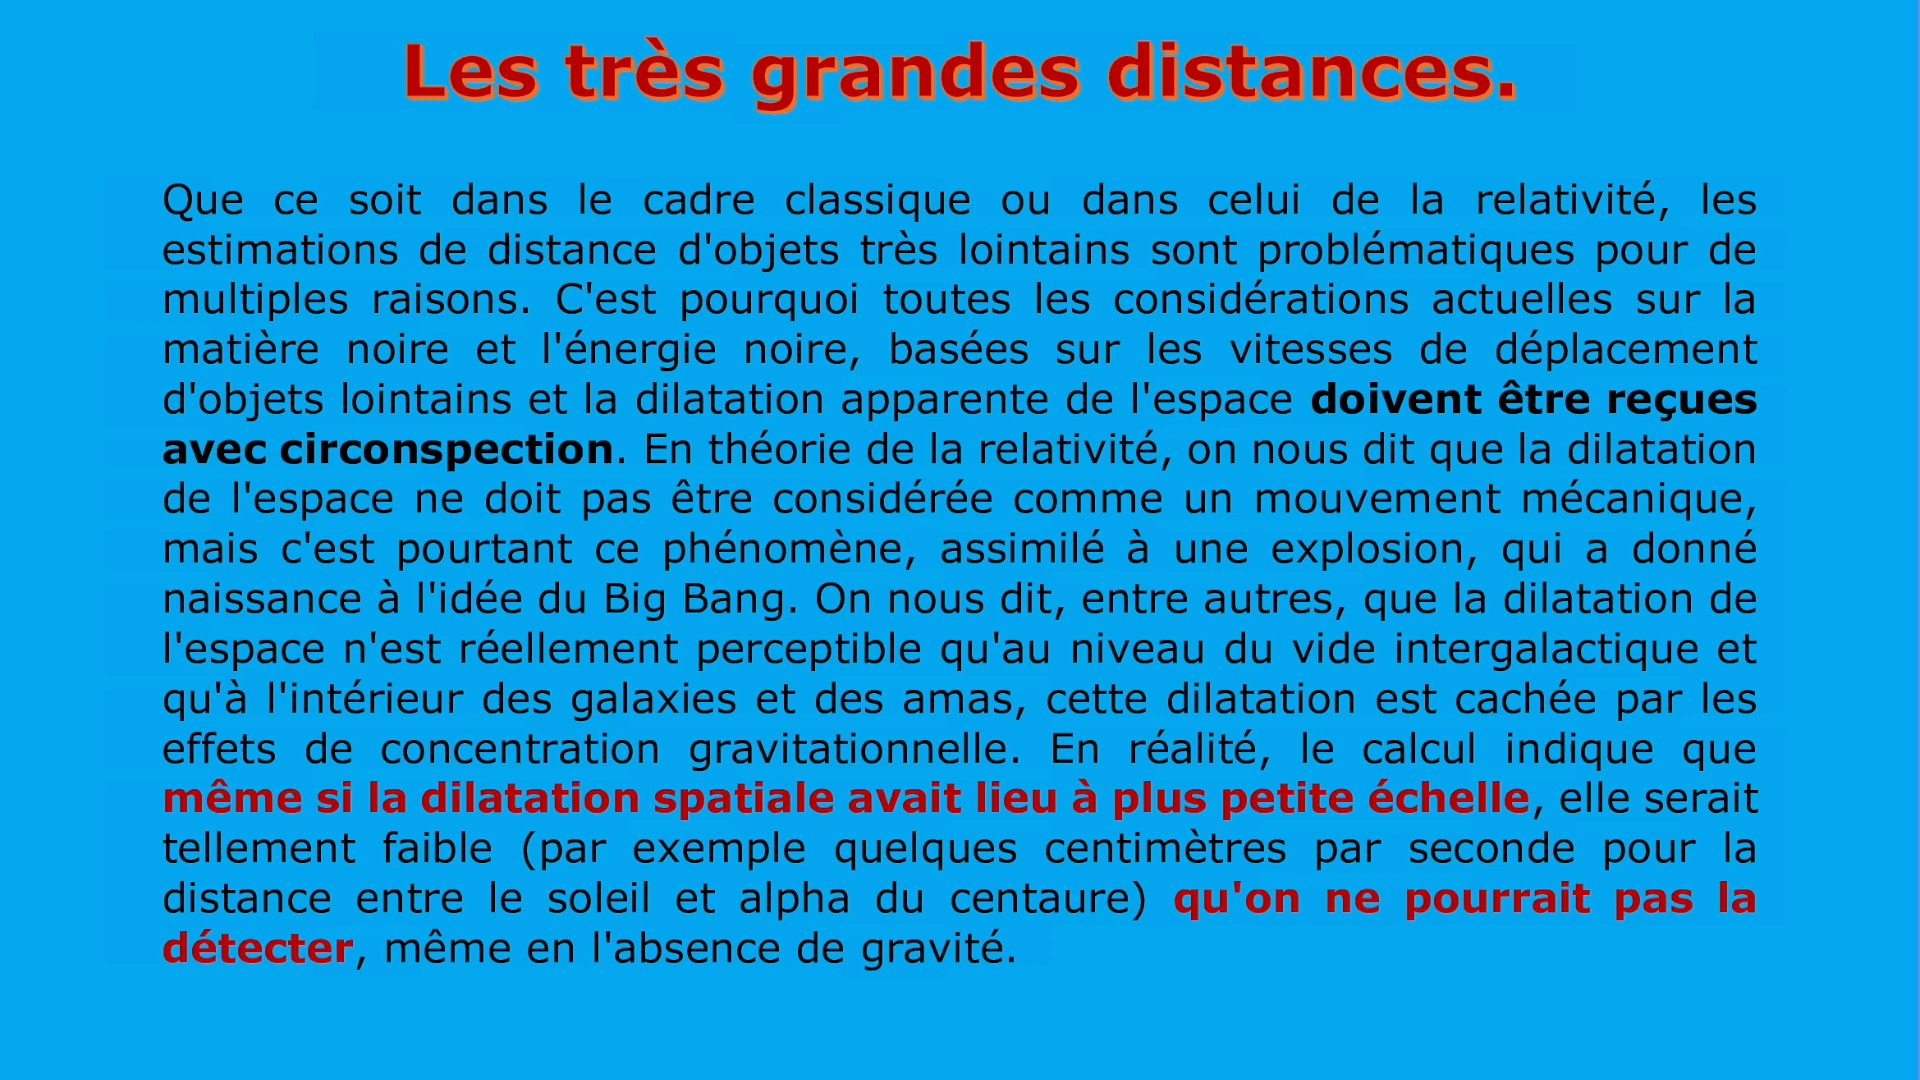 Les très grandes distances.
Que ce soit dans le cadre classique ou dans celui de la relativité, les
estimations de distance d'objets très lointains sont problématiques pour de
multiples raisons. C'est pourquoi toutes les considérations actuelles sur la
matière noire et l'énergie noire, basées sur les vitesses de déplacement
d'objets lointains et la dilatation apparente de l'espace doivent être reçues
avec circonspection. En théorie de la relativité, on nous dit que la dilatation
de l'espace ne doit pas être considérée comme un mouvement mécanique,
mais c'est pourtant ce phénomène, assimilé à une explosion, qui a donné
naissance à l'idée du Big Bang. On nous dit, entre autres, que la dilatation de
l'espace n'est réellement perceptible qu'au niveau du vide intergalactique et
qu'à l'intérieur des galaxies et des amas, cette dilatation est cachée par les
effets de concentration gravitationnelle. En réalité, le calcul indique que
même si la dilatation spatiale avait lieu à plus petite échelle, elle serait
tellement faible (par exemple quelques centimètres par seconde pour la
distance entre le soleil et alpha du centaure) qu'on ne pourrait pas la
détecter, même en l'absence de gravité.